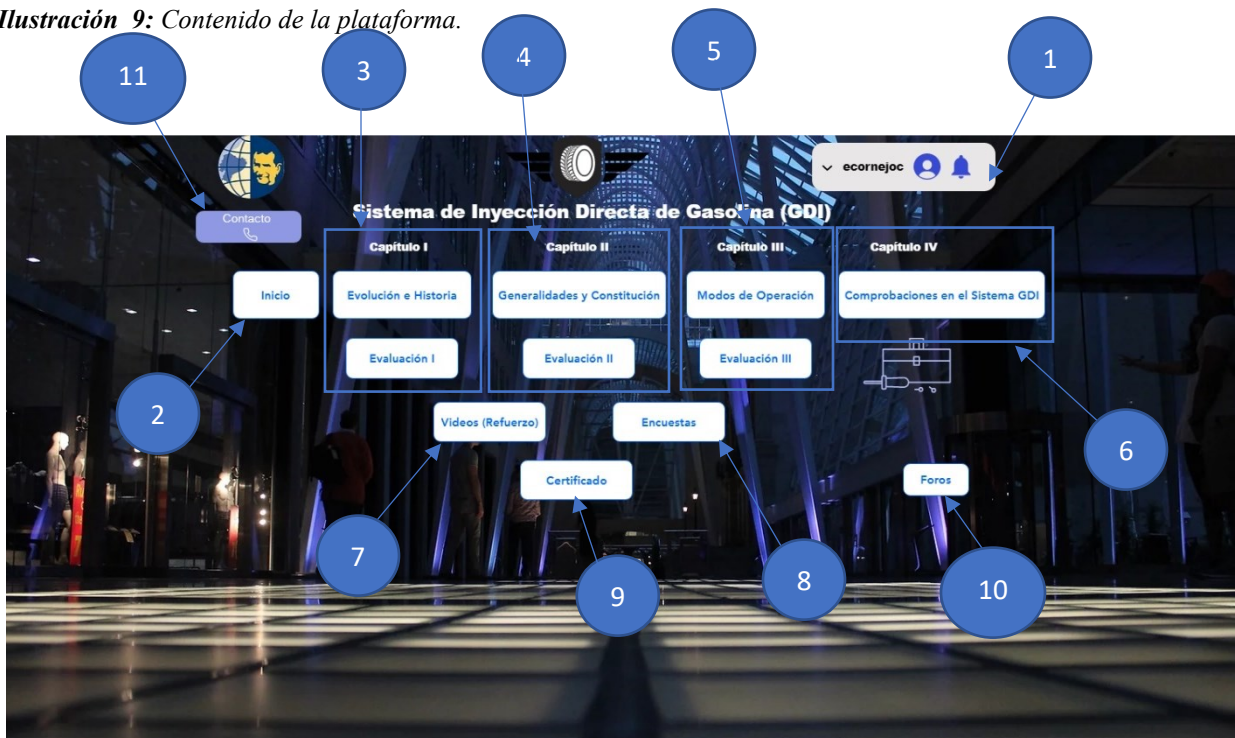 Ilustración 9: Contenido de la plataforma.
11
3
4
5
1
ecornejoc
Contacto
Sistema de Inyección Directa de Gasolina (GDI)
Capítulo I
Capítulo II
Capítulo III
Capítulo IV
Inicio
Evolución e Historia
Generalidades y Constitución
Modos de Operación
Comprobaciones en el Sistema GDI
Evaluación I
Evaluación II
Evaluación III
2
Videos (Refuerzo)
Encuestas
6
Certificado
Foros
7
9
8
10